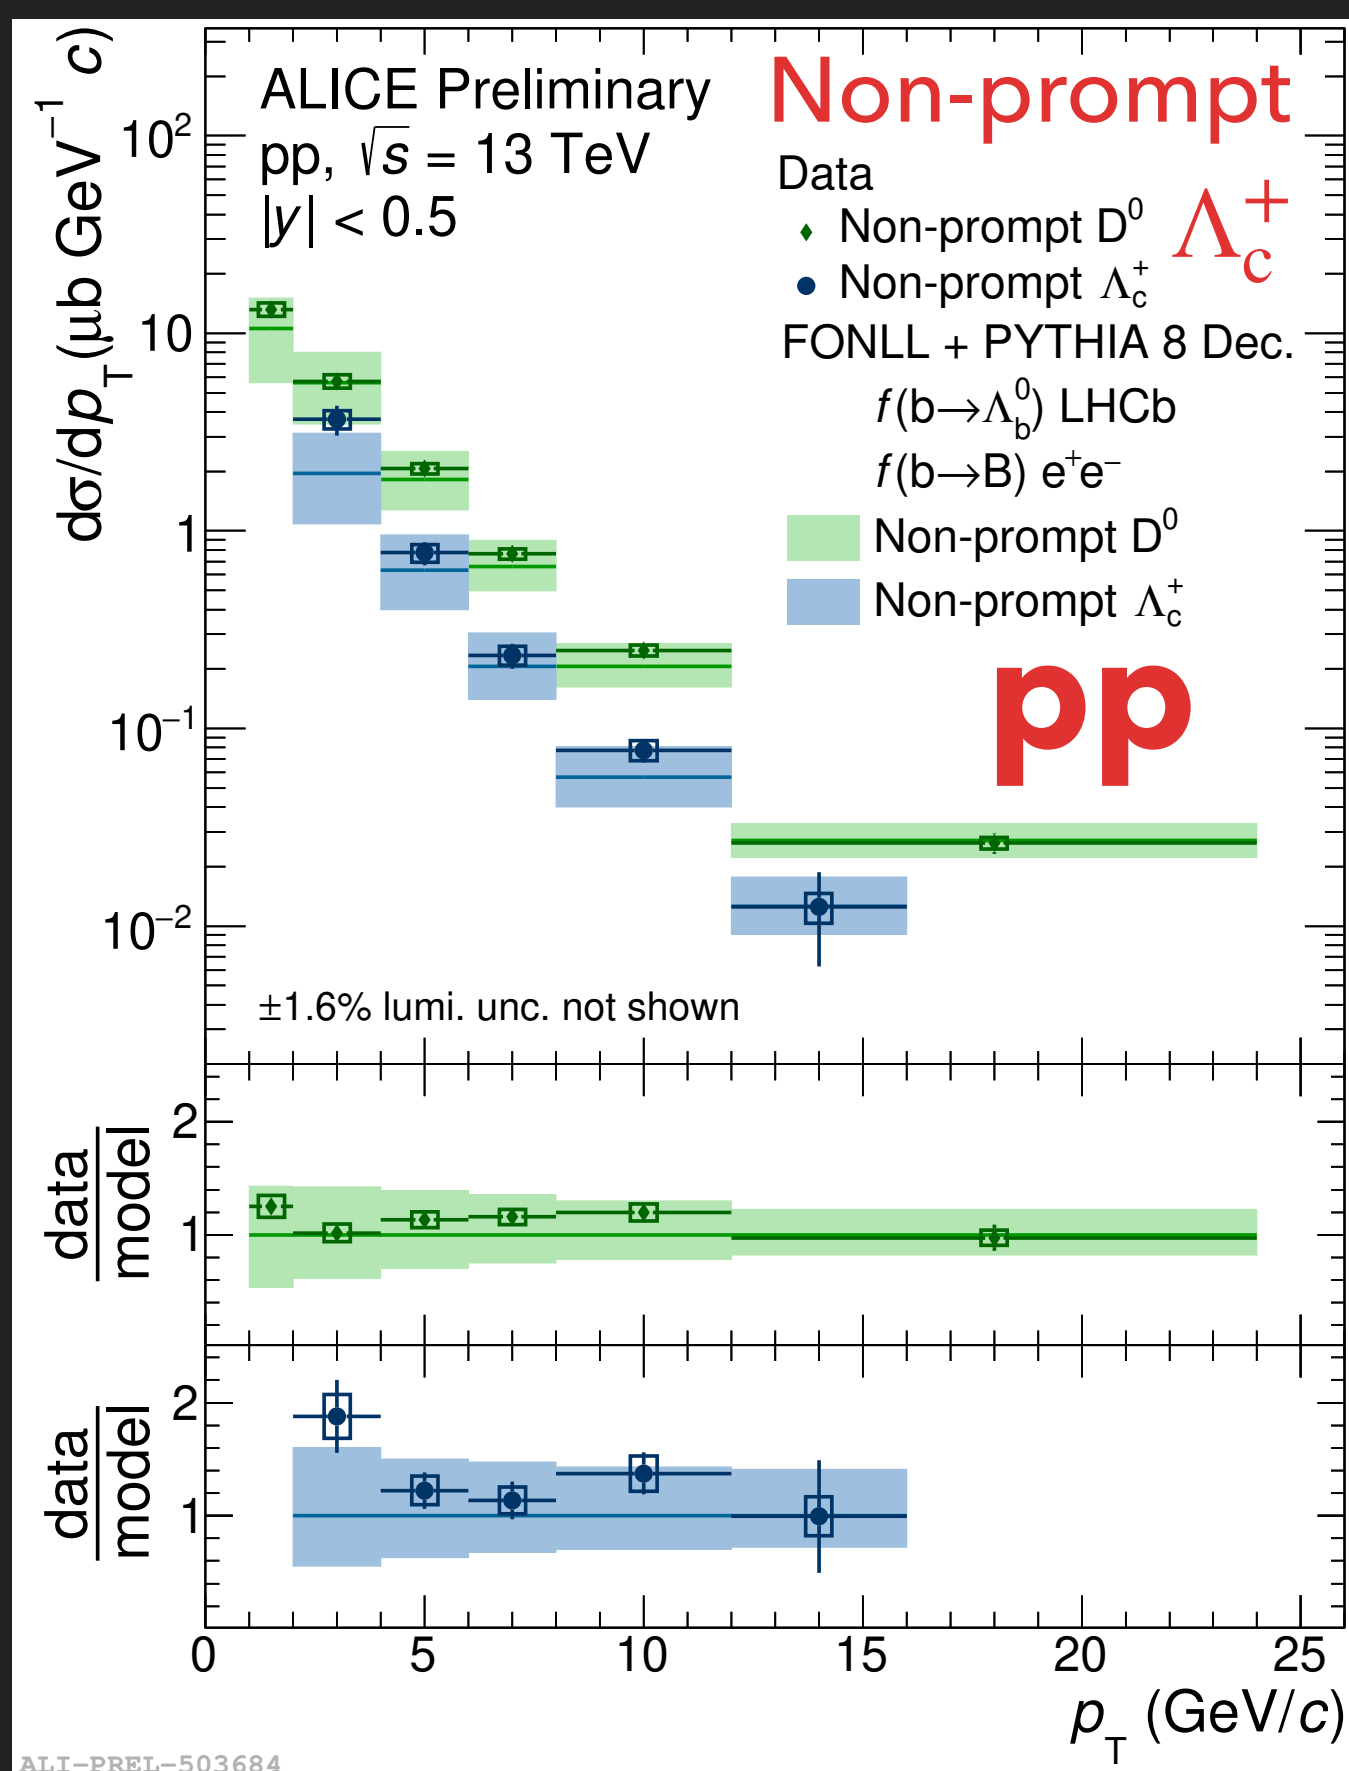 ALICE Preliminary
pp, √s = 13 TeV
|y| < 0.5
Non-prompt
Λc+
Data
Non-prompt D⁰
Non-prompt Λc+
FONLL + PYTHIA 8 Dec.
f(b→Λb0) LHCb
f(b→B) e⁺e⁻
Non-prompt D⁰
Non-prompt Λc+
pp
dσ/dpT (μb GeV⁻¹ c)
10²
10
1
10⁻¹
10⁻²
±1.6% lumi. unc. not shown
data
model
2
1
data
model
2
1
0 5 10 15 20 25
pT (GeV/c)
ALI-PREL-503684